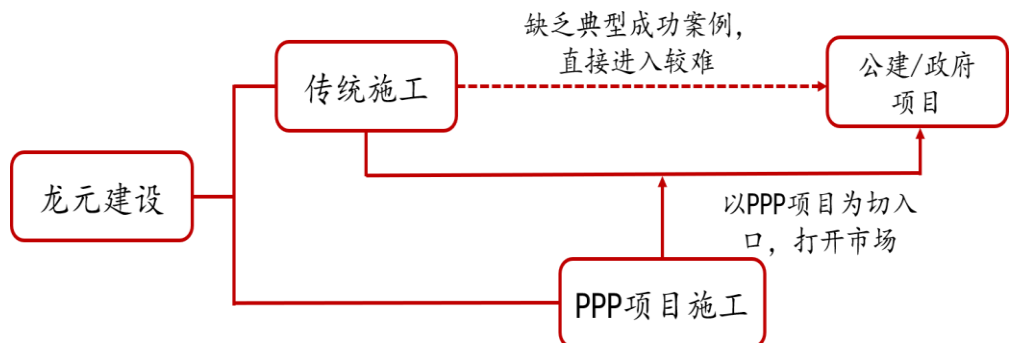 缺乏典型成功案例，
直接进入较难
传统施工
公建/政府
项目
龙元建设
以PPP项目为切入
口，打开市场
PPP项目施工